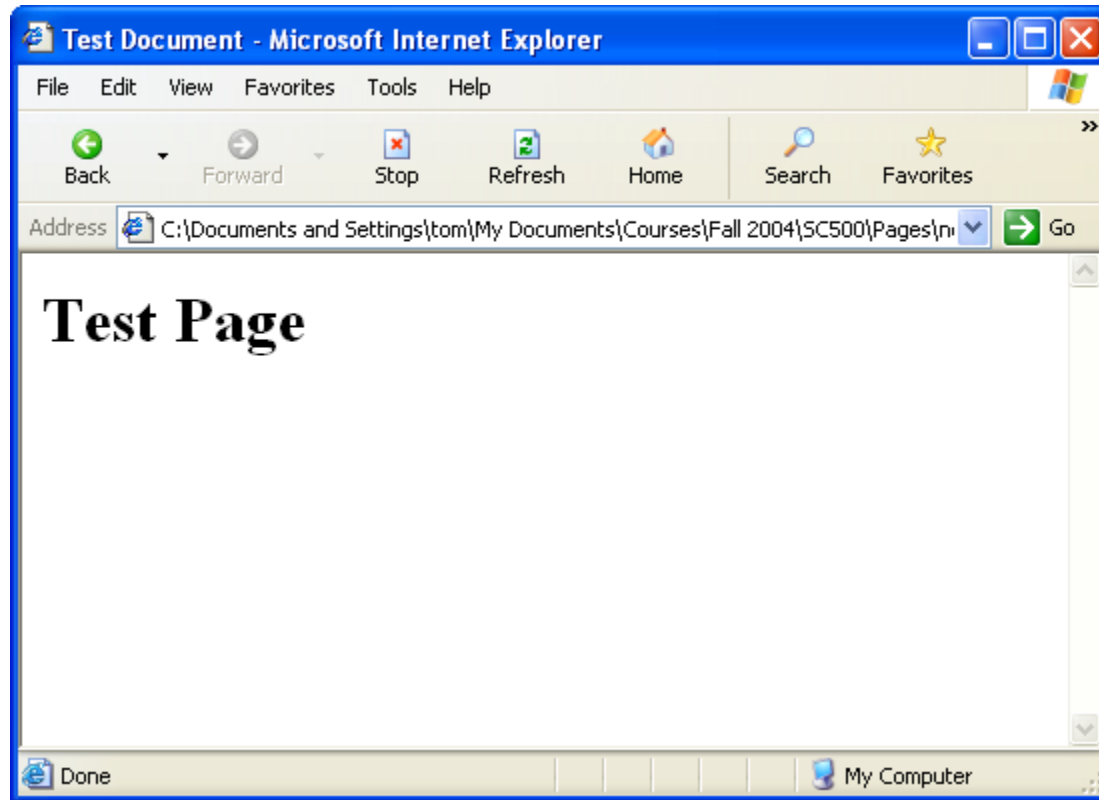 Test Document - Microsoft Internet Explorer
File Edit View Favorites Tools Help
Back Forward Stop Refresh Home Search Favorites
Address C:\Documents and Settings\tom\My Documents\Courses\Fall 2004\SC500\Pages\n Go
Test Page
Done My Computer